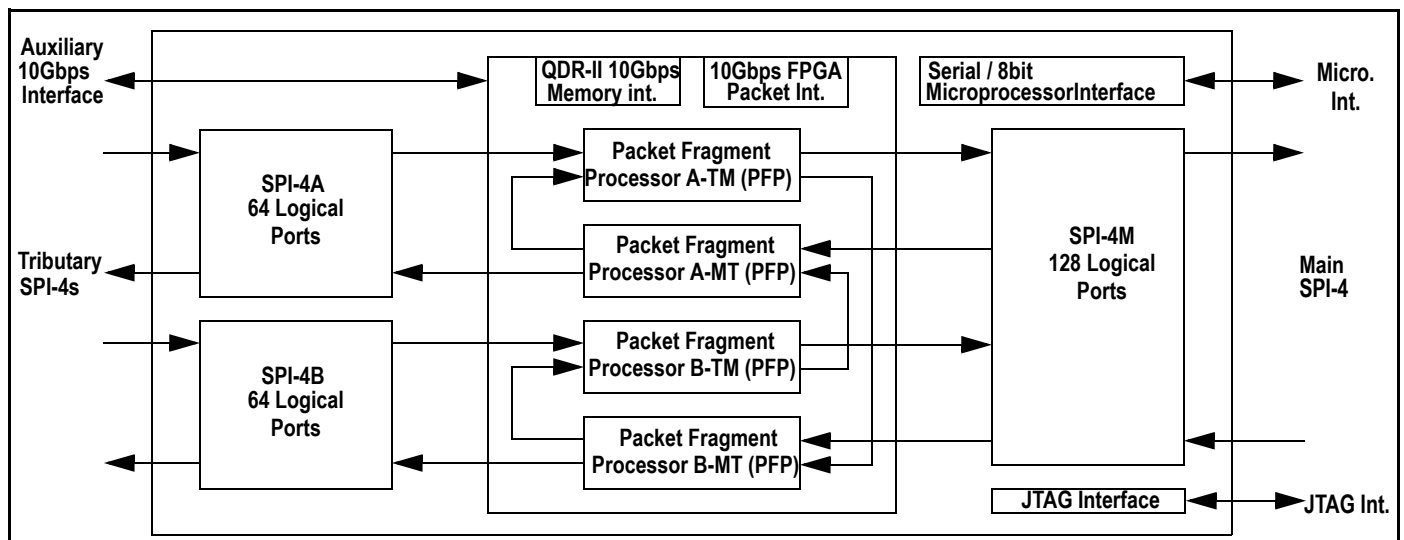 Auxiliary
10Gbps
Interface
QDR-II 10Gbps
Memory int.
10Gbps FPGA
Packet Int.
Serial / 8bit
MicroprocessorInterface
Micro.
Int.
SPI-4A
64 Logical
Ports
Packet Fragment
Processor A-TM (PFP)
Packet Fragment
Processor A-MT (PFP)
SPI-4M
128 Logical
Ports
Tributary
SPI-4s
Main
SPI-4
SPI-4B
64 Logical
Ports
Packet Fragment
Processor B-TM (PFP)
Packet Fragment
Processor B-MT (PFP)
JTAG Interface
JTAG Int.